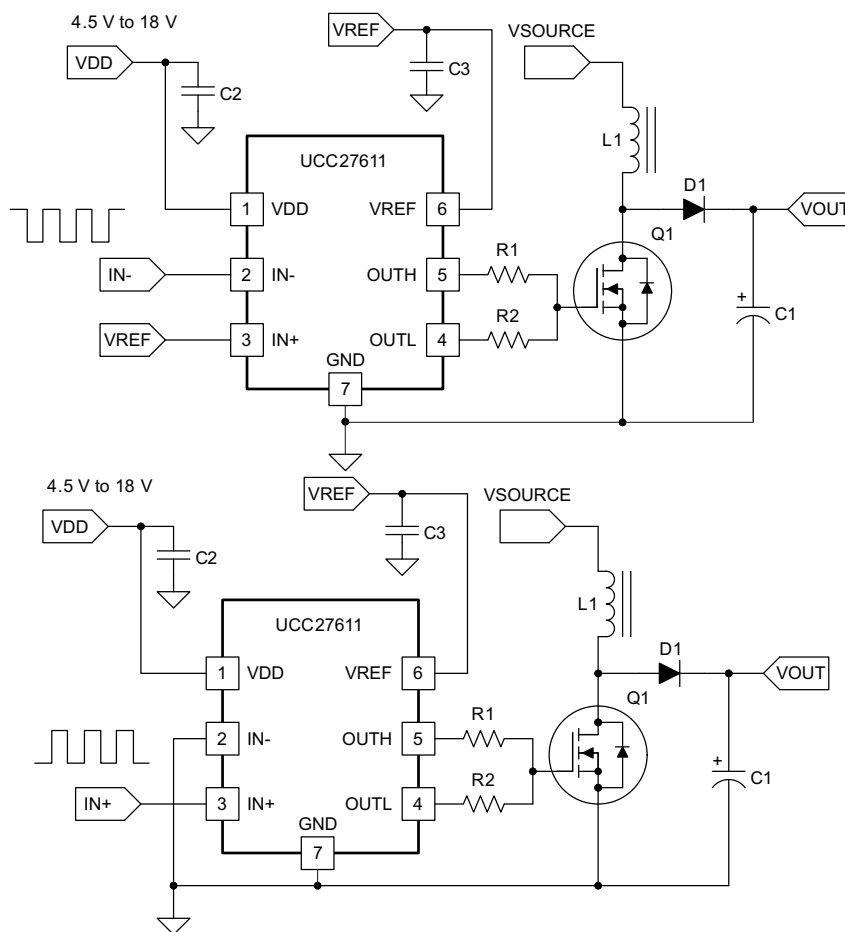 4.5 V to 18 V
VREF
VSOURCE
VDD
C2
C3
UCC27611
L1
D1
1 VDD
VREF 6
VOUT
Q1
IN- 2 IN-
OUTH 5
R1
VREF 3 IN+
OUTL 4
R2
+
C1
GND
7
4.5 V to 18 V
VREF
VSOURCE
VDD
C2
C3
UCC27611
L1
D1
1 VDD
VREF 6
VOUT
Q1
2 IN-
OUTH 5
R1
IN+ 3 IN+
OUTL 4
R2
+
C1
GND
7